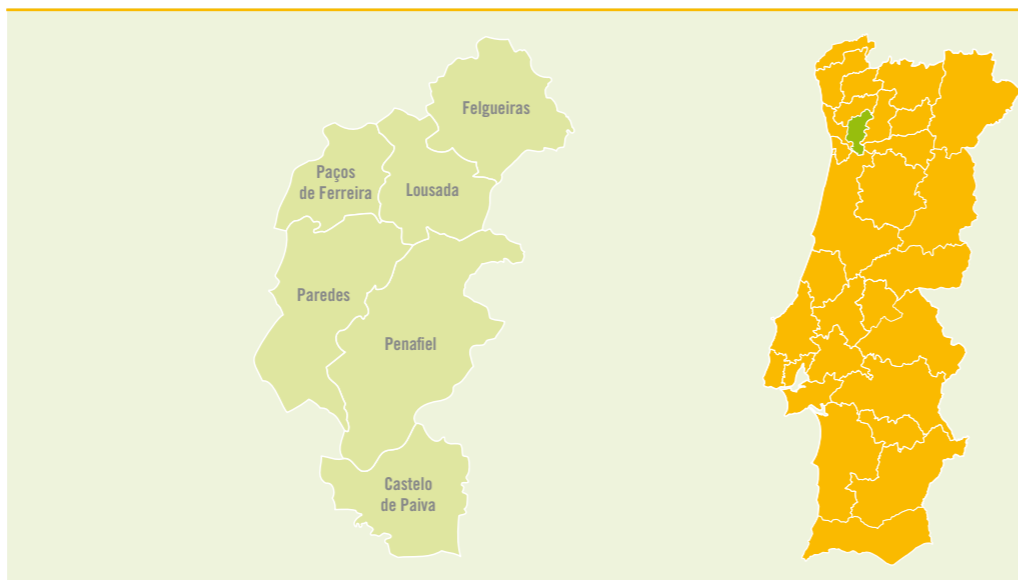 Felgueiras
Paços
de Ferreira
Lousada
Paredes
Penafiel
Castelo
de Paiva